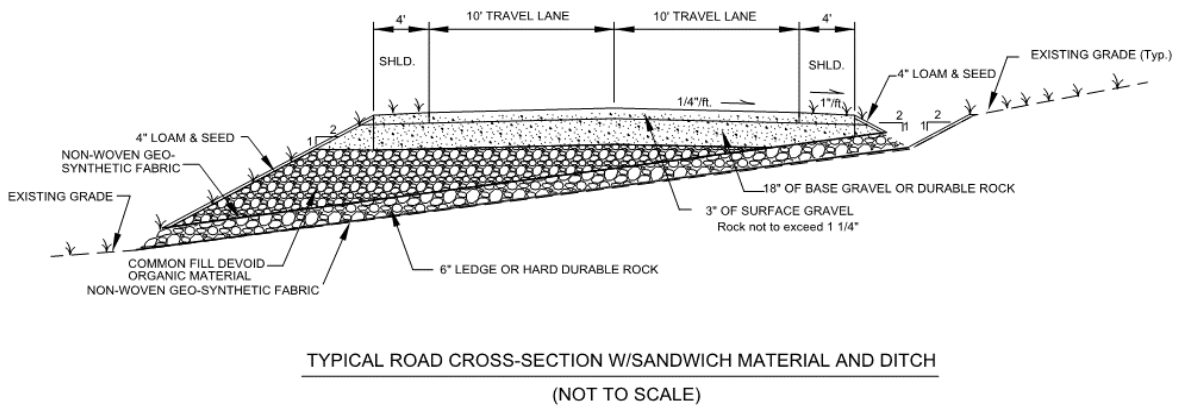 4'
10' TRAVEL LANE
10' TRAVEL LANE
4'
SHLD.
SHLD.
EXISTING GRADE (Typ.)
4" LOAM & SEED
1/4"/ft.
1"/ft
2
1
2
1
2
1
4" LOAM & SEED
NON-WOVEN GEO-
SYNTHETIC FABRIC
EXISTING GRADE
18" OF BASE GRAVEL OR DURABLE ROCK
3" OF SURFACE GRAVEL
Rock not to exceed 1 1/4"
COMMON FILL DEVOID
ORGANIC MATERIAL
6" LEDGE OR HARD DURABLE ROCK
NON-WOVEN GEO-SYNTHETIC FABRIC
TYPICAL ROAD CROSS-SECTION W/SANDWICH MATERIAL AND DITCH
(NOT TO SCALE)